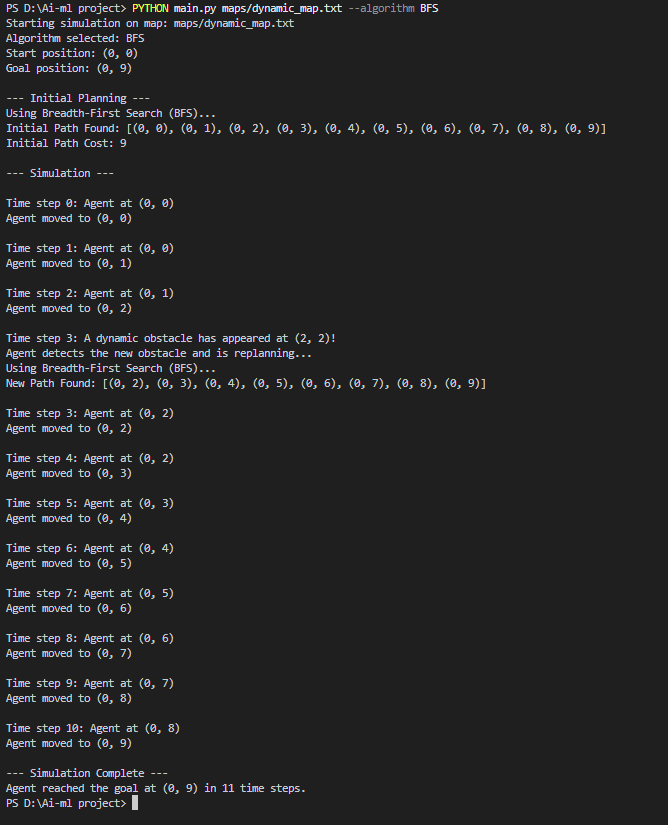 PS D:\Ai-ml project> PYTHON main.py maps/dynamic_map.txt --algorithm BFS
Starting simulation on map: maps/dynamic_map.txt
Algorithm selected: BFS
Start position: (0, 0)
Goal position: (0, 9)
--- Initial Planning ---
Using Breadth-First Search (BFS)...
Initial Path Found: [(0, 0), (0, 1), (0, 2), (0, 3), (0, 4), (0, 5), (0, 6), (0, 7), (0, 8), (0, 9)]
Initial Path Cost: 9
--- Simulation ---
Time step 0: Agent at (0, 0)
Agent moved to (0, 0)
Time step 1: Agent at (0, 0)
Agent moved to (0, 1)
Time step 2: Agent at (0, 1)
Agent moved to (0, 2)
Time step 3: A dynamic obstacle has appeared at (2, 2)!
Agent detects the new obstacle and is replanning...
Using Breadth-First Search (BFS)...
New Path Found: [(0, 2), (0, 3), (0, 4), (0, 5), (0, 6), (0, 7), (0, 8), (0, 9)]
Time step 3: Agent at (0, 2)
Agent moved to (0, 2)
Time step 4: Agent at (0, 2)
Agent moved to (0, 3)
Time step 5: Agent at (0, 3)
Agent moved to (0, 4)
Time step 6: Agent at (0, 4)
Agent moved to (0, 5)
Time step 7: Agent at (0, 5)
Agent moved to (0, 6)
Time step 8: Agent at (0, 6)
Agent moved to (0, 7)
Time step 9: Agent at (0, 7)
Agent moved to (0, 8)
Time step 10: Agent at (0, 8)
Agent moved to (0, 9)
--- Simulation Complete ---
Agent reached the goal at (0, 9) in 11 time steps.
PS D:\Ai-ml project>